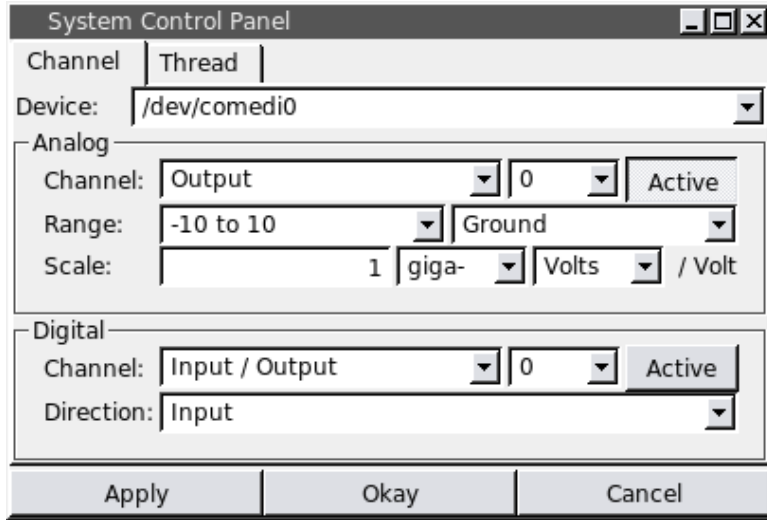 System Control Panel
Channel Thread
Device: /dev/comedi0
Analog
Channel: Output 0 Active
Range: -10 to 10 Ground
Scale: 1 giga- Volts / Volt
Digital
Channel: Input / Output 0 Active
Direction: Input
Apply Okay Cancel